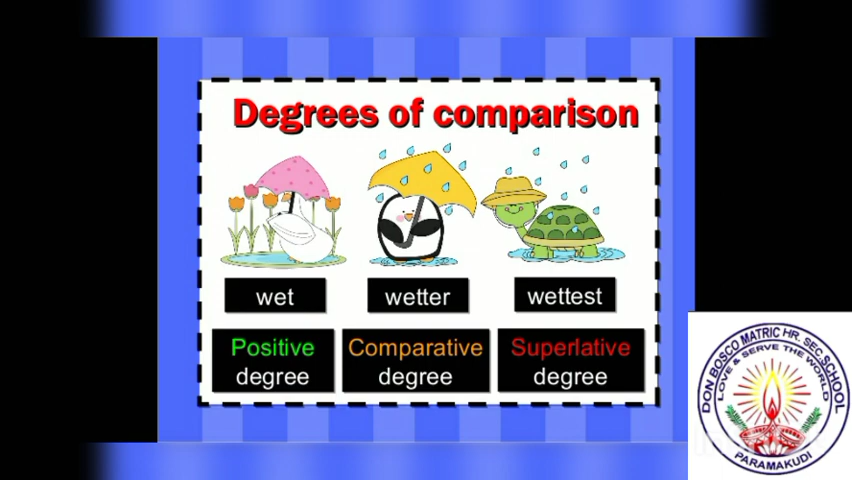 Degrees of comparison
wet
wetter
wettest
Positive
degree
Comparative
degree
Superlative
degree
DON BOSCO MATRIC HR. SEC. SCHOOL
LOVE & SERVE THE WORLD
PARAMAKUDI